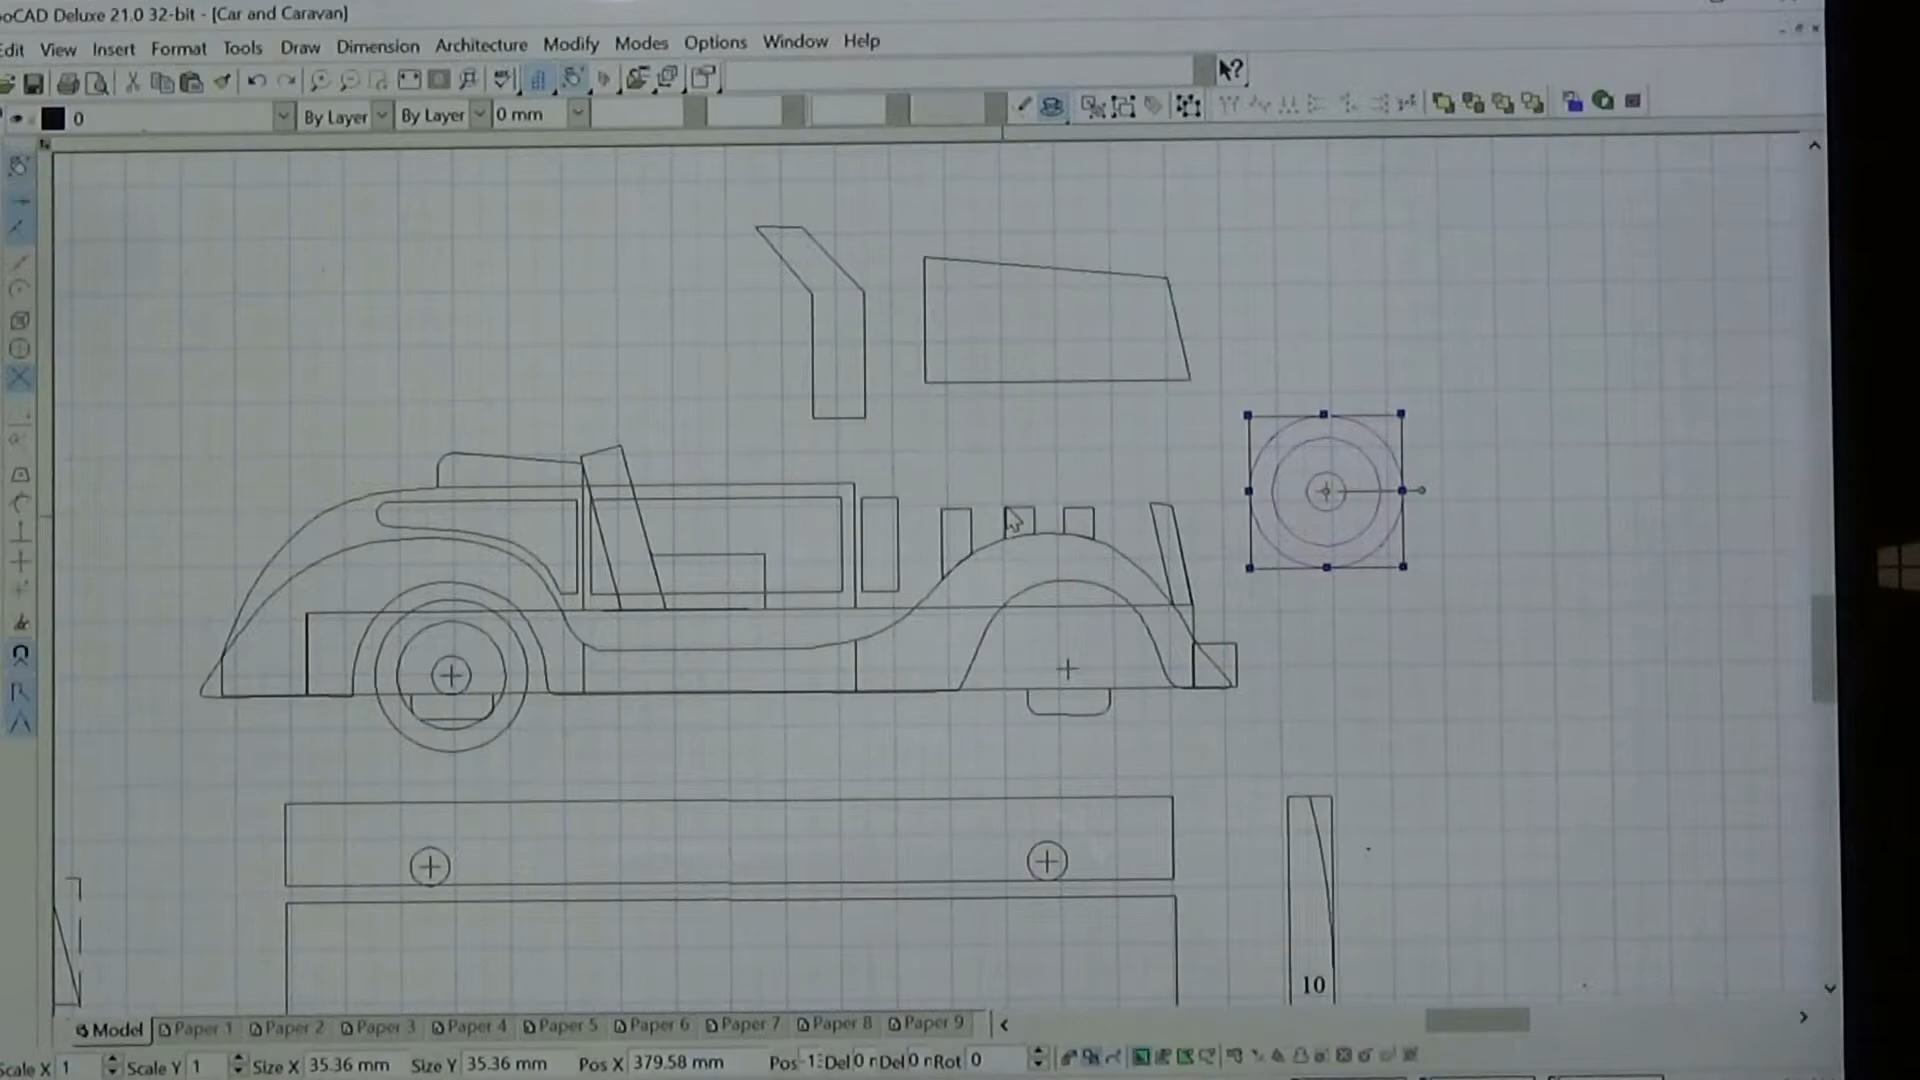 oCAD Deluxe 21.0 32-bit - [Car and Caravan]
Edit View Insert Format Tools Draw Dimension Architecture Modify Modes Options Window Help
0 By Layer By Layer 0 mm
10
Model Paper 1 Paper 2 Paper 3 Paper 4 Paper 5 Paper 6 Paper 7 Paper 8 Paper 9
Scale X 1 Scale Y 1 Size X 35.36 mm Size Y 35.36 mm Pos X 379.58 mm Pos Del 0 Del 0 Rot 0